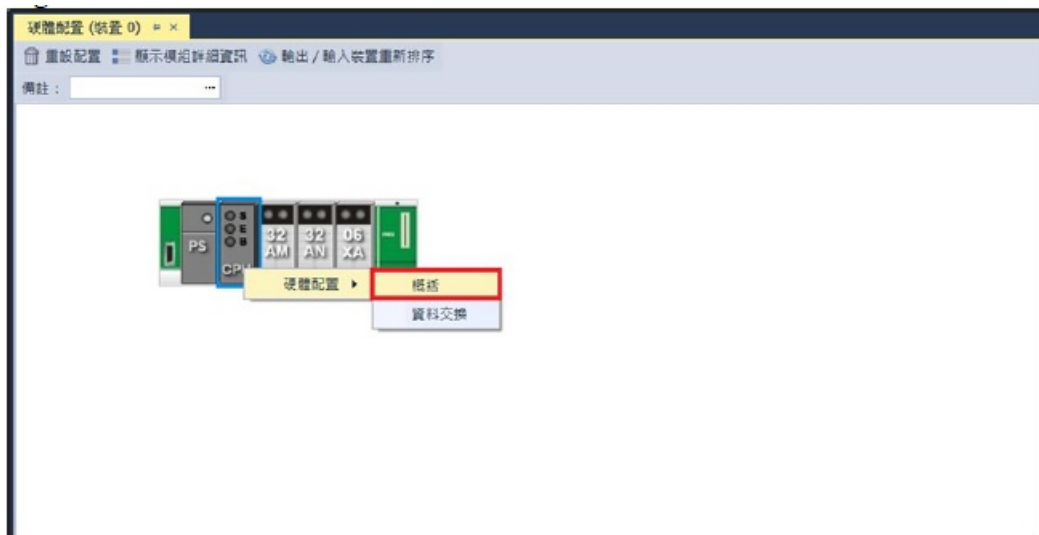 硬體配置 (裝置 0)
重設配置 顯示模組詳細資訊 輸出 / 輸入裝置重新排序
備註 : ...
PS
S
E
B
CPU
32
AM
32
AN
06
XA
硬體配置
概括
資料交換